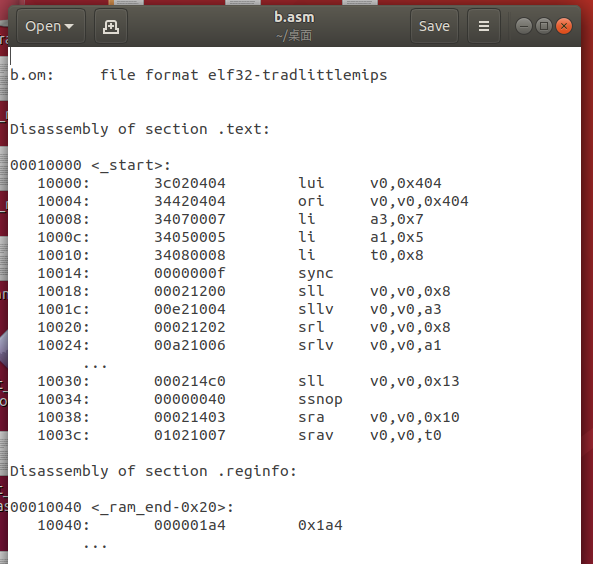 Open
b.asm
~/桌面
Save
b.om:     file format elf32-tradlittlemips
Disassembly of section .text:
00010000 <_start>:
10000:       3c020404        lui     v0,0x404
10004:       34420404        ori     v0,v0,0x404
10008:       34070007        li      a3,0x7
1000c:       34050005        li      a1,0x5
10010:       34080008        li      t0,0x8
10014:       0000000f        sync
10018:       00021200        sll     v0,v0,0x8
1001c:       00e21004        sllv    v0,v0,a3
10020:       00021202        srl     v0,v0,0x8
10024:       00a21006        srlv    v0,v0,a1
...
10030:       000214c0        sll     v0,v0,0x13
10034:       00000040        ssnop
10038:       00021403        sra     v0,v0,0x10
1003c:       01021007        srav    v0,v0,t0
Disassembly of section .reginfo:
00010040 <_ram_end-0x20>:
10040:       000001a4        0x1a4
...